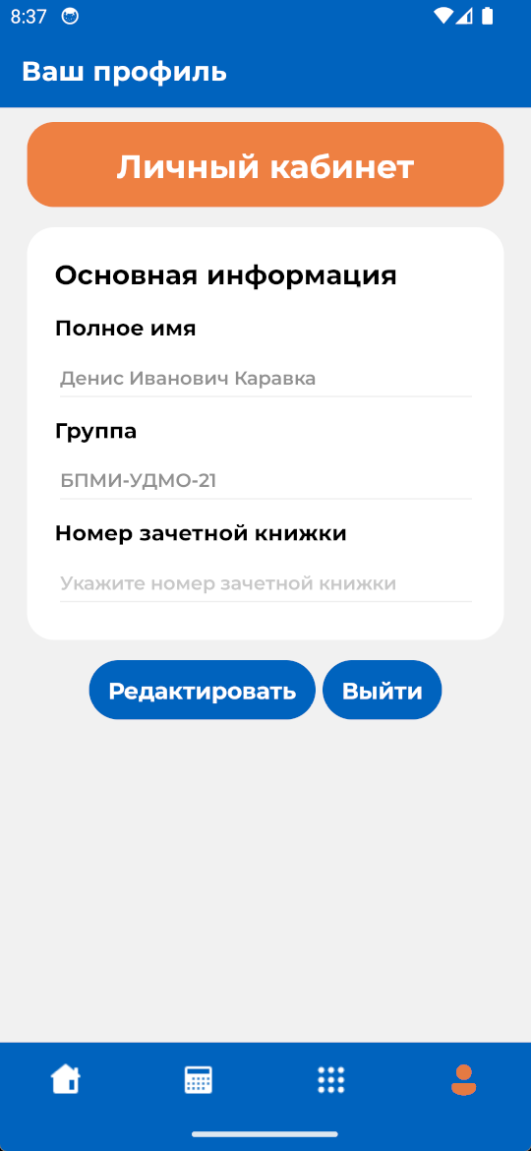 8:37
Ваш профиль
Личный кабинет
Основная информация
Полное имя
Денис Иванович Каравка
Группа
БПМИ-УДМО-21
Номер зачетной книжки
Укажите номер зачетной книжки
Редактировать Выйти